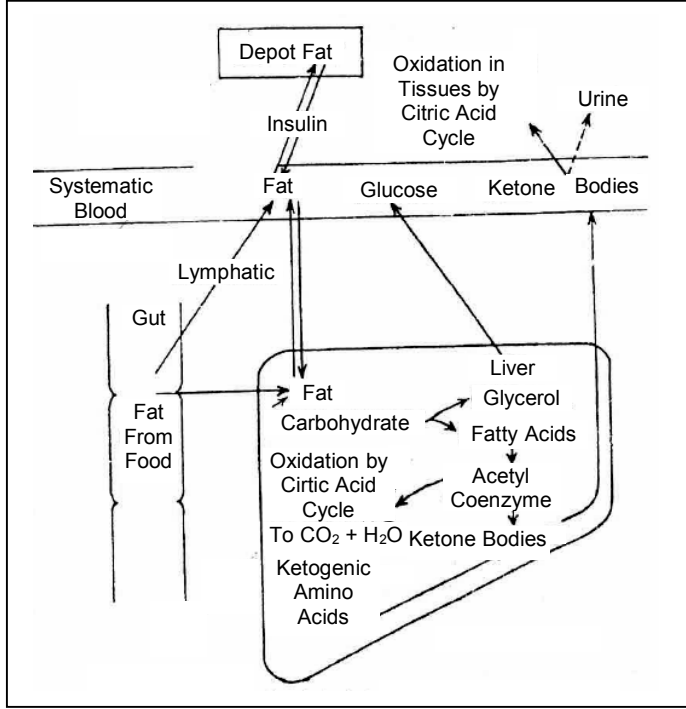 Depot Fat
Oxidation in
Tissues by
Citric Acid
Cycle
Urine
Insulin
Systematic
Blood
Fat
Glucose
Ketone
Bodies
Lymphatic
Gut
Fat
From
Food
Liver
Fat
Glycerol
Carbohydrate
Fatty Acids
Oxidation by
Cirtic Acid
Cycle
To CO₂ + H₂O
Acetyl
Coenzyme
Ketone Bodies
Ketogenic
Amino
Acids